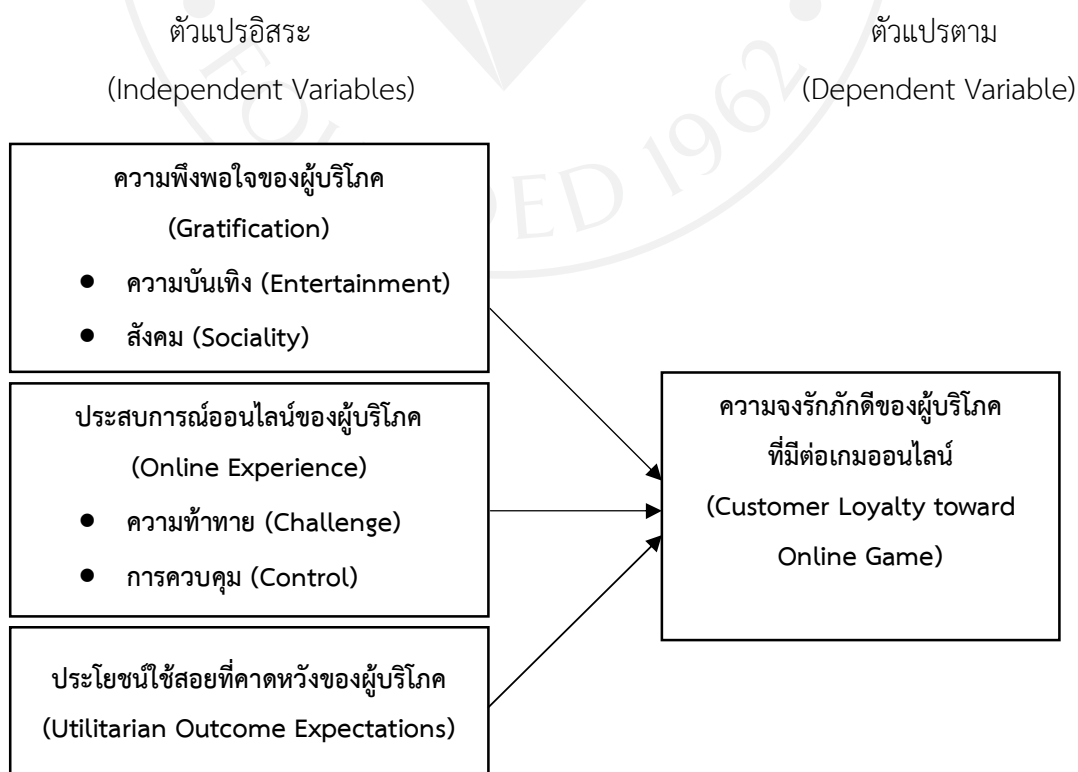 ตัวแปรอิสระ
(Independent Variables)
ตัวแปรตาม
(Dependent Variable)
ความพึงพอใจของผู้บริโภค
(Gratification)
● ความบันเทิง (Entertainment)
● สังคม (Sociality)
ประสบการณ์ออนไลน์ของผู้บริโภค
(Online Experience)
● ความท้าทาย (Challenge)
● การควบคุม (Control)
ประโยชน์ใช้สอยที่คาดหวังของผู้บริโภค
(Utilitarian Outcome Expectations)
ความจงรักภักดีของผู้บริโภค
ที่มีต่อเกมออนไลน์
(Customer Loyalty toward
Online Game)
1962